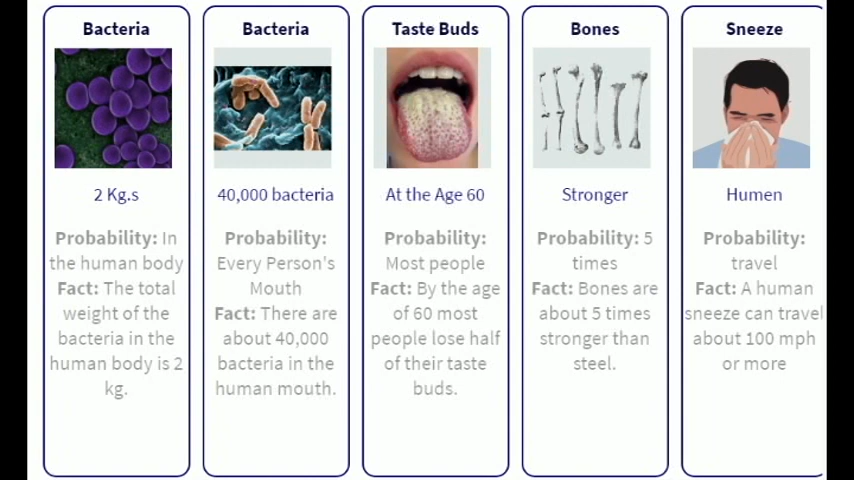 Bacteria
2 Kg.s
Probability: In
the human body
Fact: The total
weight of the
bacteria in the
human body is 2
kg.
Bacteria
40,000 bacteria
Probability:
Every Person's
Mouth
Fact: There are
about 40,000
bacteria in the
human mouth.
Taste Buds
At the Age 60
Probability:
Most people
Fact: By the age
of 60 most
people lose half
of their taste
buds.
Bones
Stronger
Probability: 5
times
Fact: Bones are
about 5 times
stronger than
steel.
Sneeze
Humen
Probability:
travel
Fact: A human
sneeze can travel
about 100 mph
or more